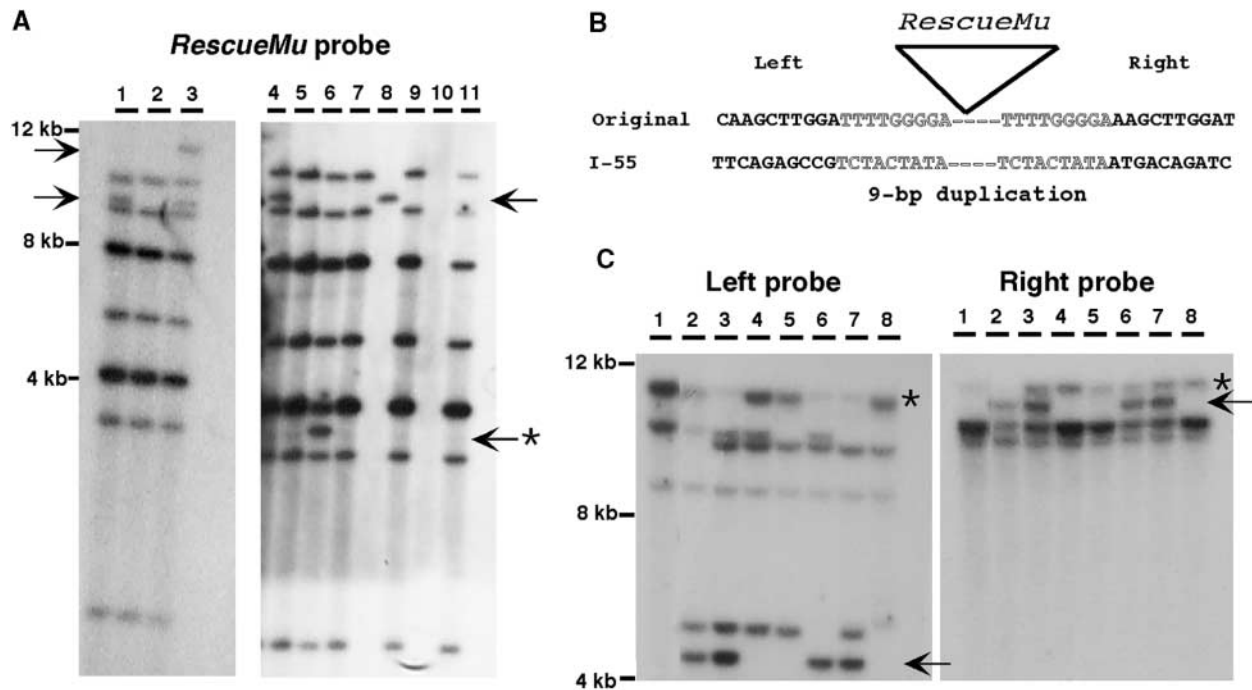 A
RescueMu probe
1 2 3
4 5 6 7 8 9 10 11
12 kb
8 kb
4 kb
*
B
RescueMu
Left Right
Original CAAGCTTGGATTTTGGGGA----TTTTGGGGAAAGCTTGGAT
I-55 TTCAGAGCCGTCTACTATA----TCTACTATAATGACAGATC
9-bp duplication
C
Left probe Right probe
1 2 3 4 5 6 7 8
1 2 3 4 5 6 7 8
12 kb
8 kb
4 kb
*
*